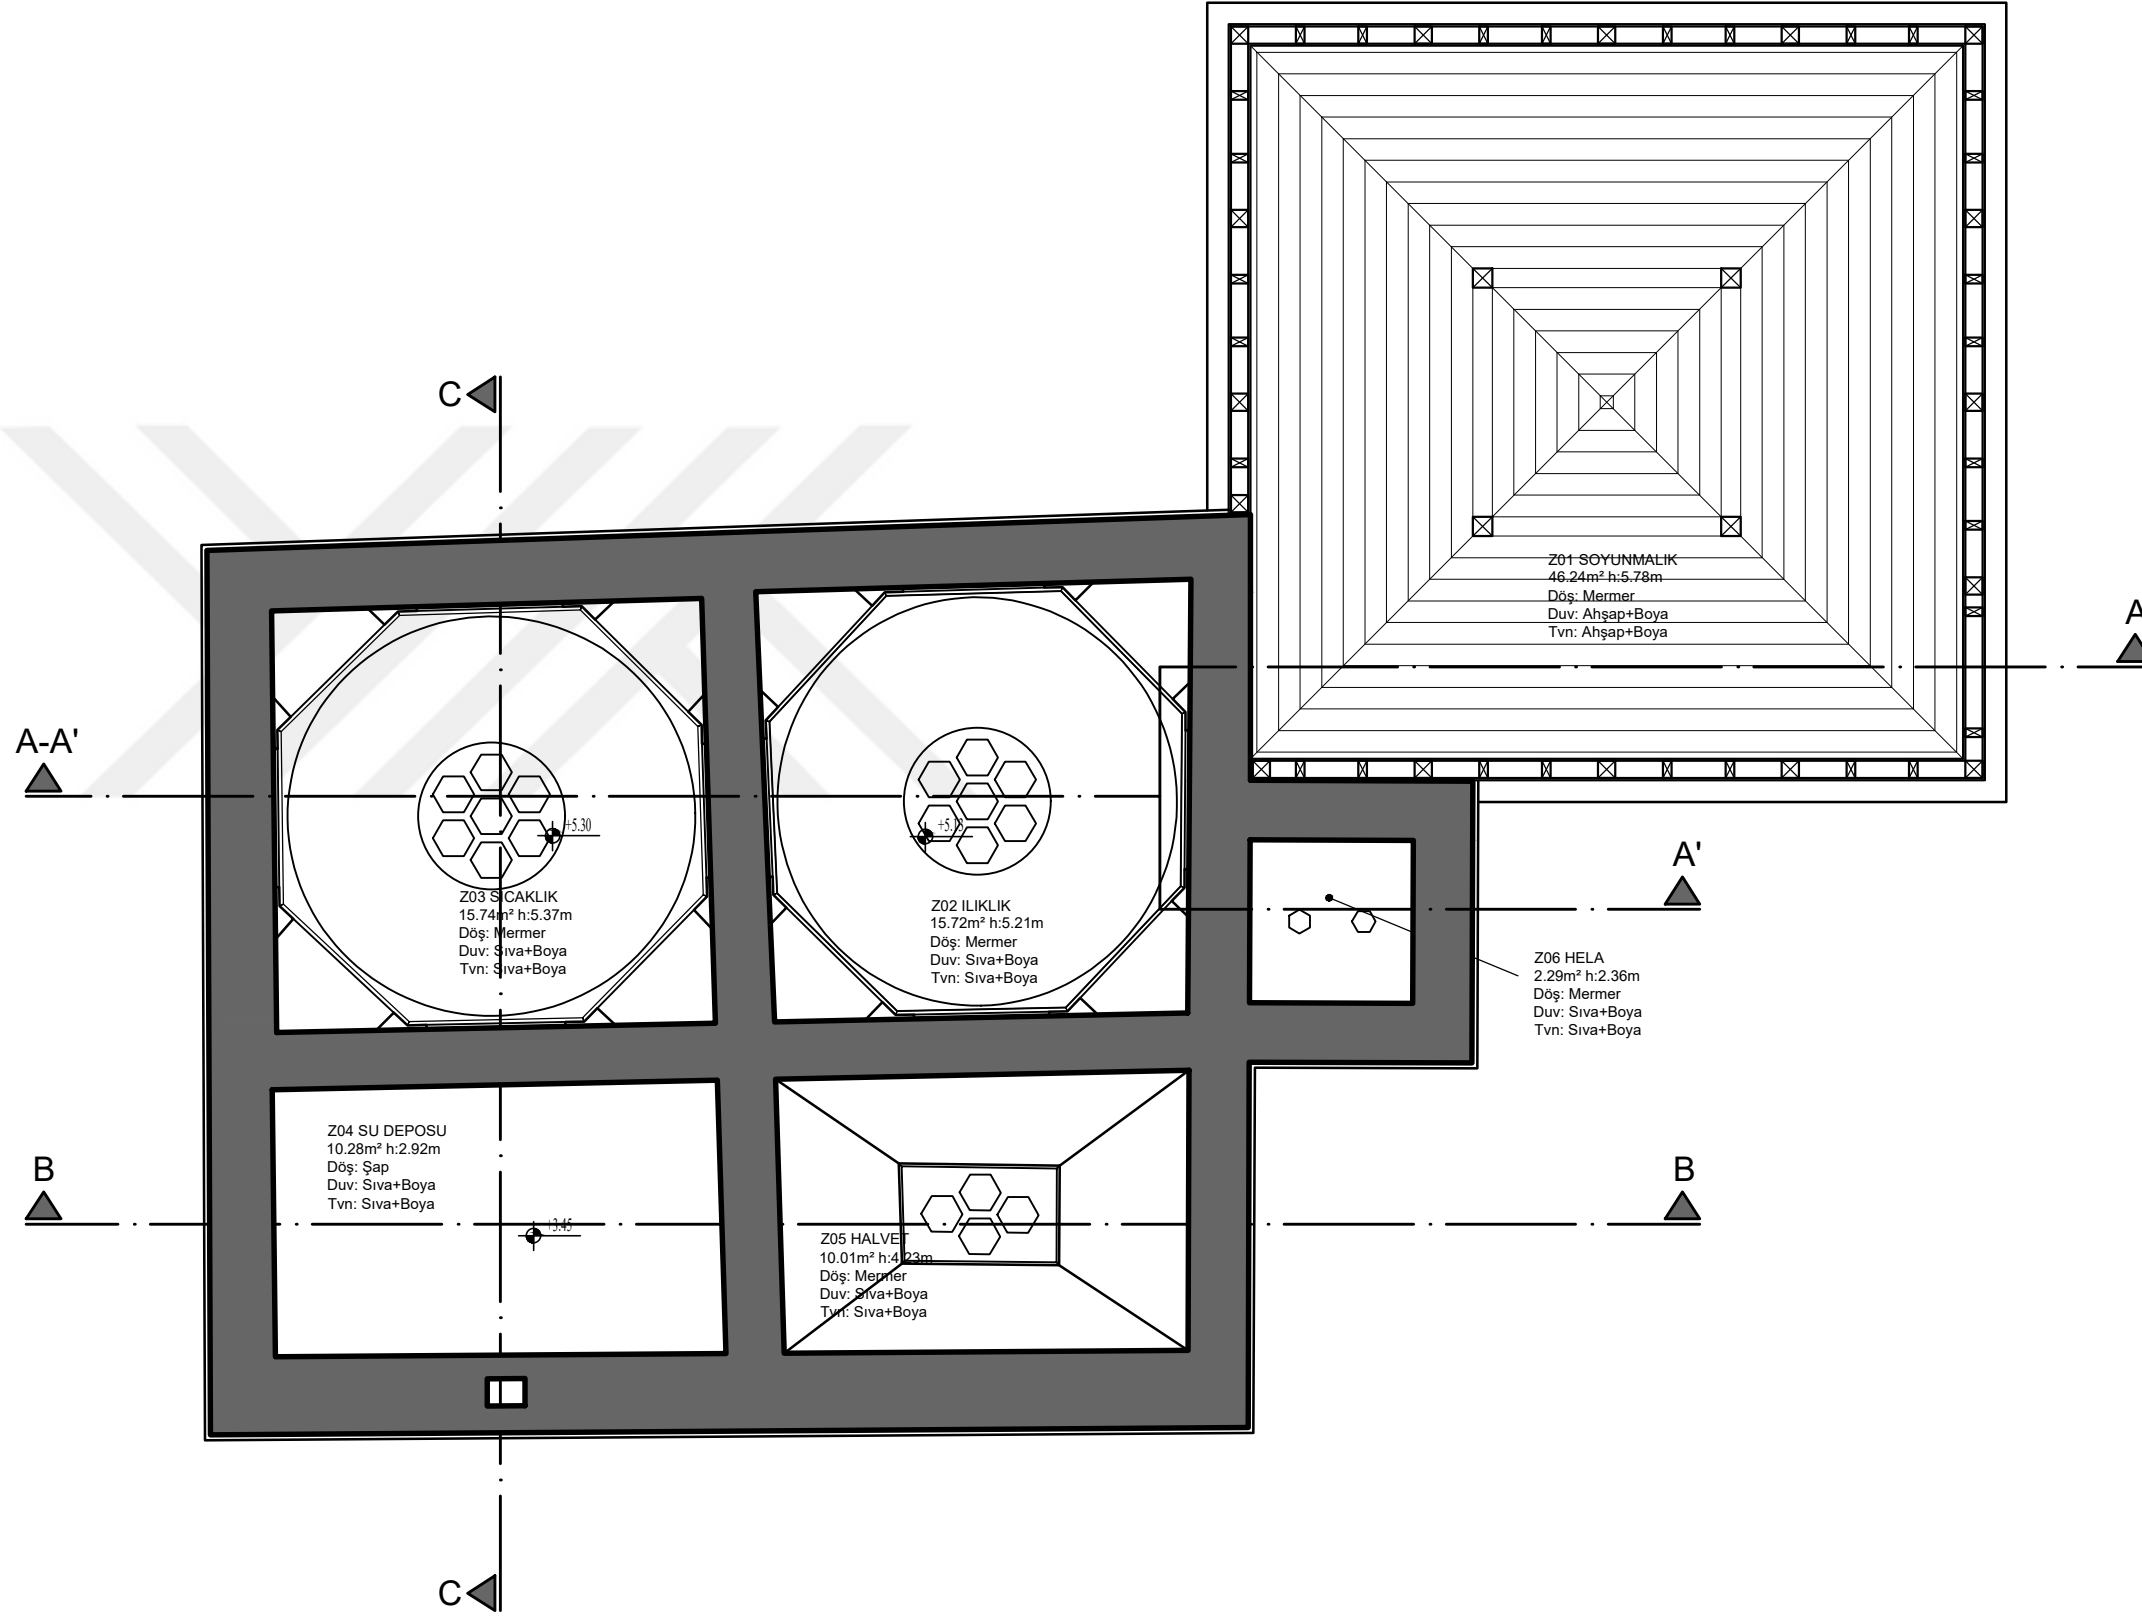 C
Z01 SOYUNMALIK
46.24m² h:5.78m
Döş: Mermer
Duv: Ahşap+Boya
Tvn: Ahşap+Boya
A
A-A'
+5.30
+5.13
A'
Z03 SICAKLIK
15.74m² h:5.37m
Döş: Mermer
Duv: Sıva+Boya
Tvn: Sıva+Boya
Z02 ILIKLIK
15.72m² h:5.21m
Döş: Mermer
Duv: Sıva+Boya
Tvn: Sıva+Boya
Z06 HELA
2.29m² h:2.36m
Döş: Mermer
Duv: Sıva+Boya
Tvn: Sıva+Boya
Z04 SU DEPOSU
10.28m² h:2.92m
Döş: Şap
Duv: Sıva+Boya
Tvn: Sıva+Boya
B
B
+3.45
Z05 HALVET
10.01m² h:4.23m
Döş: Mermer
Duv: Sıva+Boya
Tvn: Sıva+Boya
C